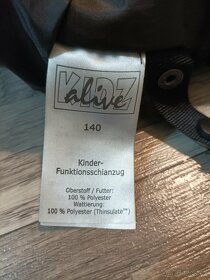 KIDZ
alive
140
Kinder-
Funktionsschianzug
Oberstoff / Futter:
100 % Polyester
Wattierung:
100 % Polyester (Thinsulate™)